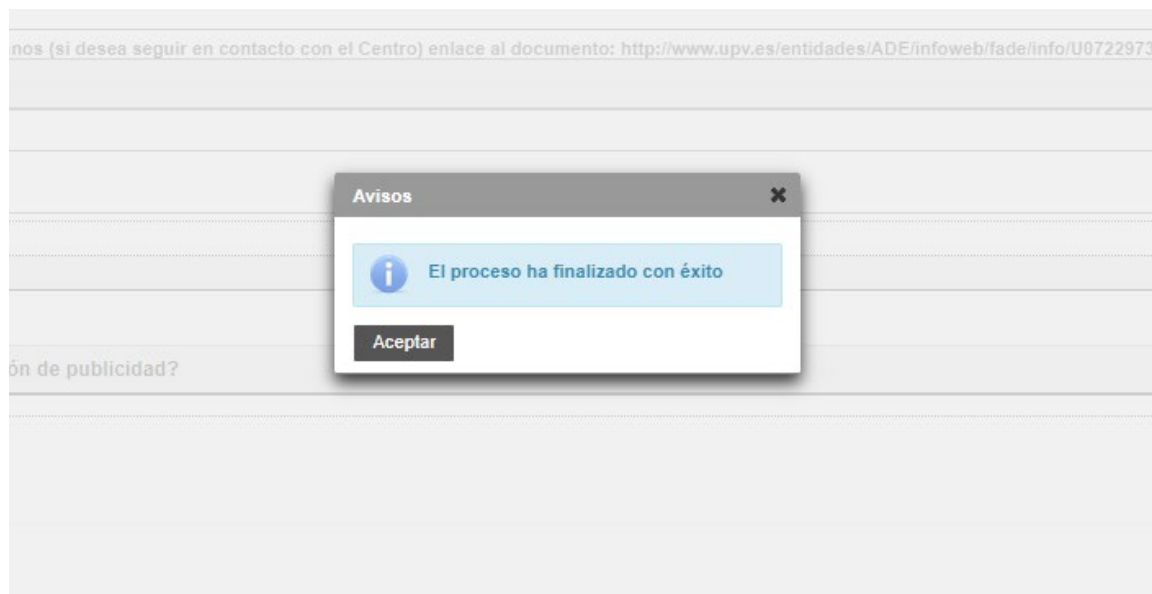 nos (si desea seguir en contacto con el Centro) enlace al documento: http://www.upv.es/entidades/ADE/infoweb/fade/info/U0722973
Avisos
El proceso ha finalizado con éxito
Aceptar
ón de publicidad?